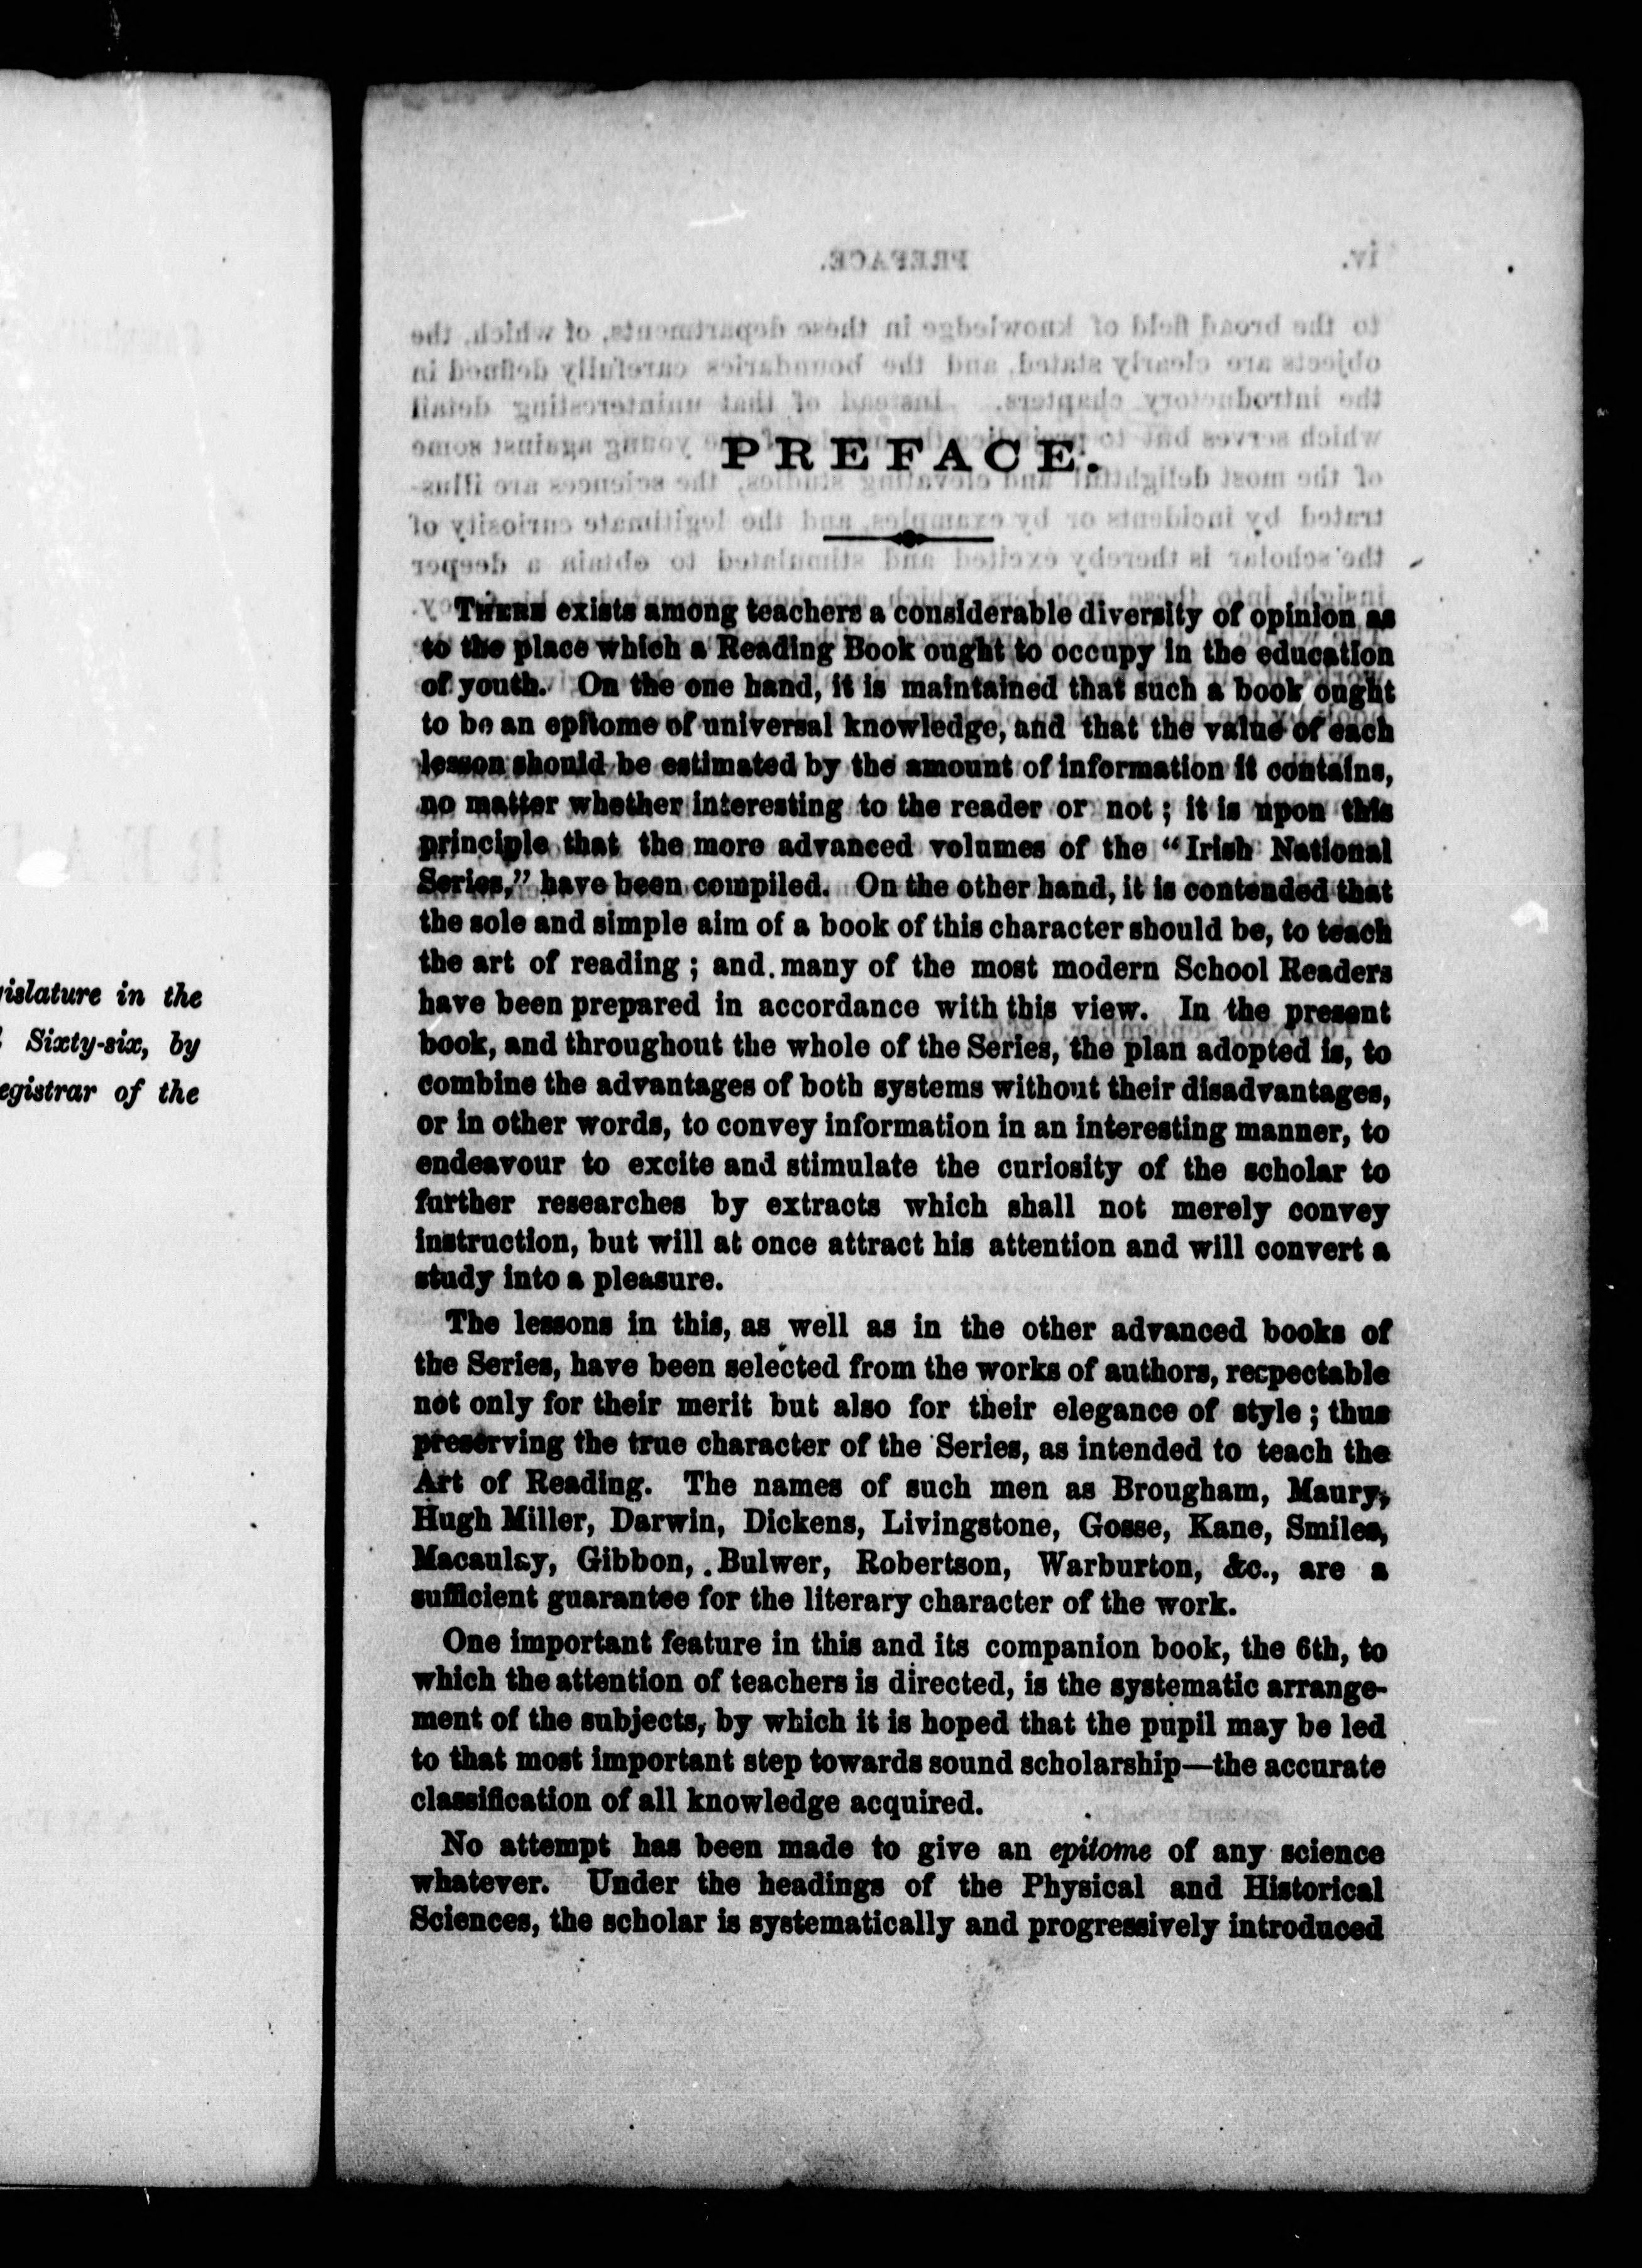 islature in the
Sixty-six, by
egistrar of the
PREFACE.
THERE exists among teachers a considerable diversity of opinion as
to the place which a Reading Book ought to occupy in the education
of youth. On the one hand, it is maintained that such a book ought
to be an epitome of universal knowledge, and that the value of each
lesson should be estimated by the amount of information it contains,
no matter whether interesting to the reader or not; it is upon this
principle that the more advanced volumes of the "Irish National
Series," have been compiled. On the other hand, it is contended that
the sole and simple aim of a book of this character should be, to teach
the art of reading; and many of the most modern School Readers
have been prepared in accordance with this view. In the present
book, and throughout the whole of the Series, the plan adopted is, to
combine the advantages of both systems without their disadvantages,
or in other words, to convey information in an interesting manner, to
endeavour to excite and stimulate the curiosity of the scholar to
further researches by extracts which shall not merely convey
instruction, but will at once attract his attention and will convert a
study into a pleasure.
The lessons in this, as well as in the other advanced books of
the Series, have been selected from the works of authors, respectable
not only for their merit but also for their elegance of style; thus
preserving the true character of the Series, as intended to teach the
Art of Reading. The names of such men as Brougham, Maury,
Hugh Miller, Darwin, Dickens, Livingstone, Gosse, Kane, Smiles,
Macaulay, Gibbon, Bulwer, Robertson, Warburton, &c., are a
sufficient guarantee for the literary character of the work.
One important feature in this and its companion book, the 6th, to
which the attention of teachers is directed, is the systematic arrange-
ment of the subjects, by which it is hoped that the pupil may be led
to that most important step towards sound scholarship—the accurate
classification of all knowledge acquired.
No attempt has been made to give an epitome of any science
whatever. Under the headings of the Physical and Historical
Sciences, the scholar is systematically and progressively introduced